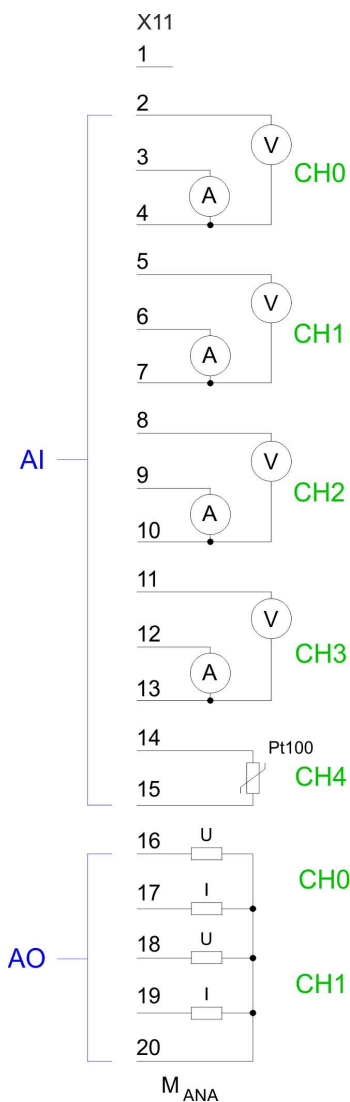 X11
1
2
V
3
CH0
A
4
5
V
6
CH1
A
7
8
V
AI
9
CH2
A
10
11
V
12
CH3
A
13
14
Pt100
CH4
15
16 U
CH0
17 I
18 U
AO
CH1
19 I
20
M ANA